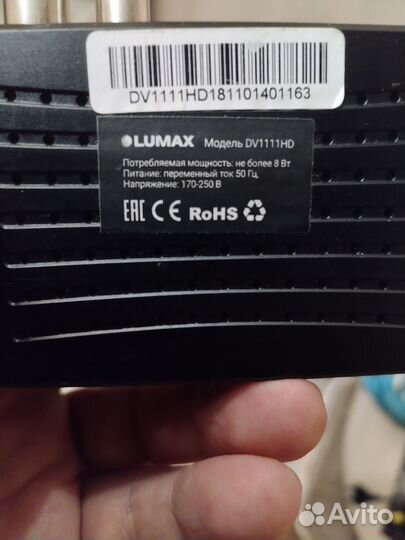 DV1111HD181101401163
LUMAX Модель DV1111HD
Потребляемая мощность: не более 8 Вт
Питание: переменный ток 50 Гц,
Напряжение: 170-250 В
EAC CE RoHS
Avito